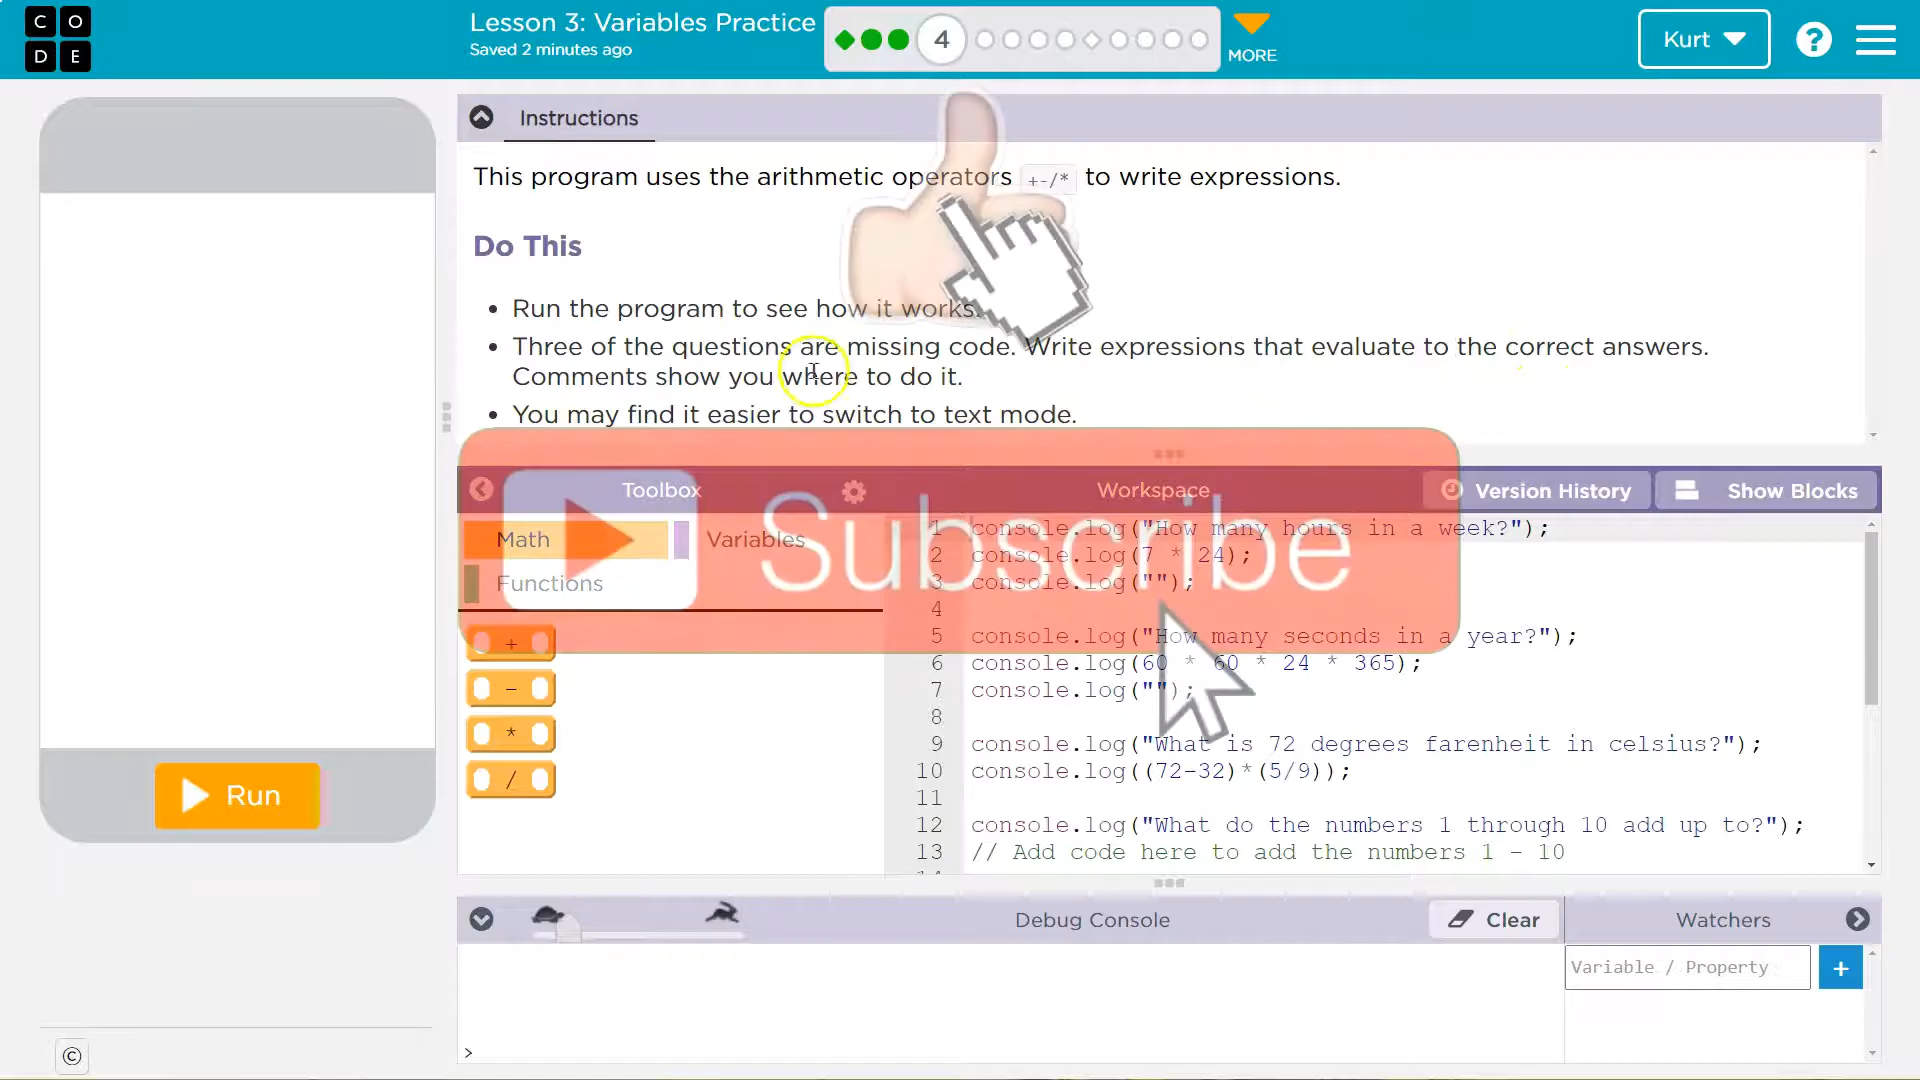 CO
DE
Lesson 3: Variables Practice
Saved 2 minutes ago
4
MORE
Kurt
?
Instructions
This program uses the arithmetic operators +-/* to write expressions.
Do This
• Run the program to see how it works.
• Three of the questions are missing code. Write expressions that evaluate to the correct answers.
Comments show you where to do it.
• You may find it easier to switch to text mode.
Toolbox
Workspace
Version History
Show Blocks
Subscribe
Math
Variables
Functions
+
-
*
/
1 console.log("How many hours in a week?");
2 console.log(7 * 24);
3 console.log("");
4
5 console.log("How many seconds in a year?");
6 console.log(60 * 60 * 24 * 365);
7 console.log("");
8
9 console.log("What is 72 degrees farenheit in celsius?");
10 console.log((72-32)*(5/9));
11
12 console.log("What do the numbers 1 through 10 add up to?");
13 // Add code here to add the numbers 1 - 10
Run
Debug Console
Clear
Watchers
Variable / Property
+
>
©